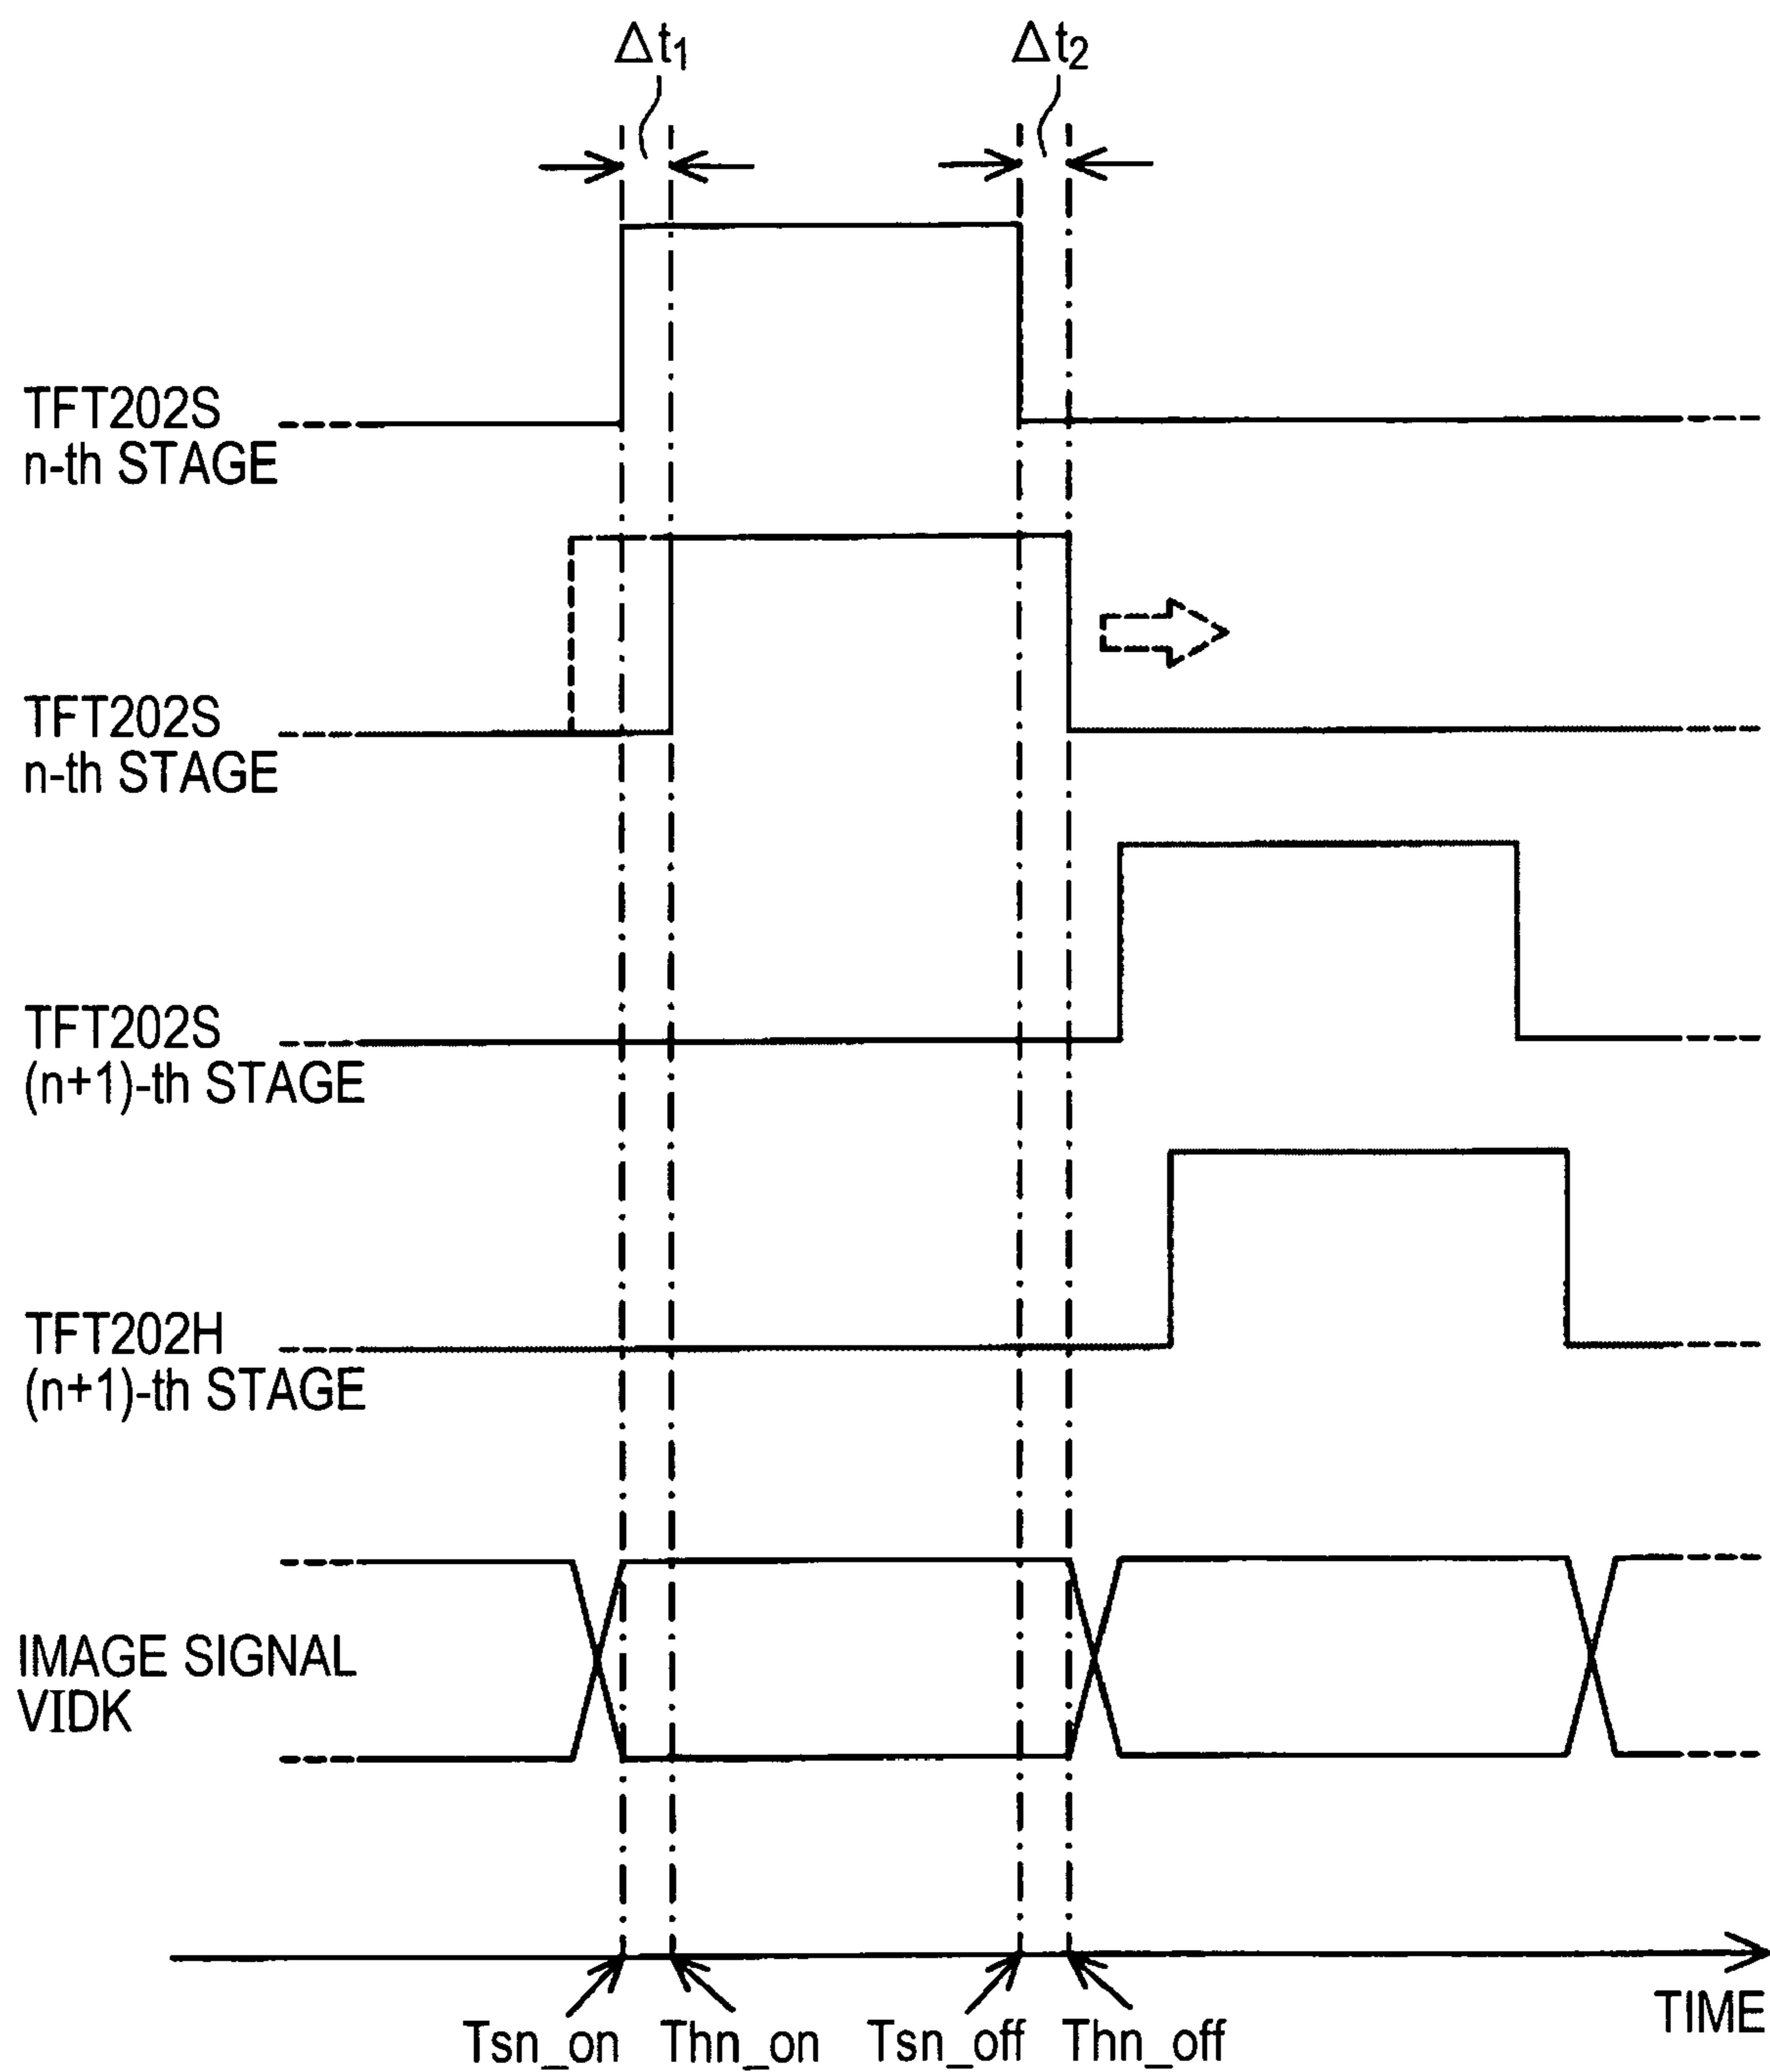 Δt1
Δt2
TFT202S
n-th STAGE
TFT202S
n-th STAGE
TFT202S
(n+1)-th STAGE
TFT202H
(n+1)-th STAGE
IMAGE SIGNAL
VIDK
TIME
Tsn_on Thn_on Tsn_off Thn_off